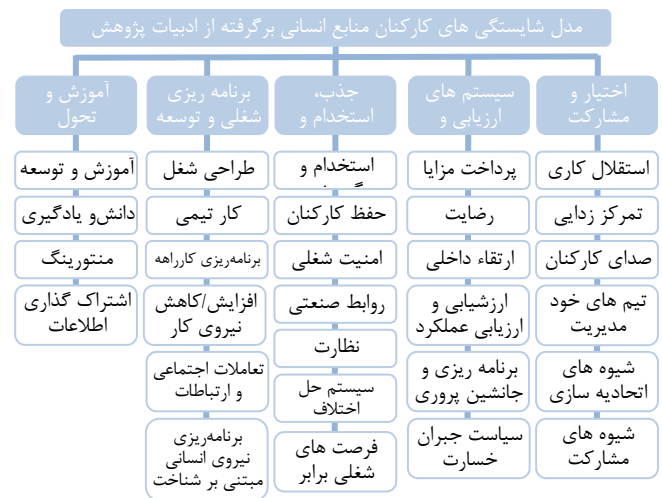 مدل شایستگی های کارکنان منابع انسانی برگرفته از ادبیات پژوهش
اختیار و
مشارکت
استقلال کاری
تمرکز زدایی
صدای کارکنان
تیم های خود
مدیریت
شیوه های
اتحادیه سازی
شیوه های
مشارکت
سیستم های
ارزیابی و
پرداخت مزایا
رضایت
ارتقاء داخلی
ارزشیابی و
ارزیابی عملکرد
برنامه ریزی و
جانشین پروری
سیاست جبران
خسارت
جذب،
استخدام و
استخدام و
حفظ کارکنان
امنیت شغلی
روابط صنعتی
نظارت
سیستم حل
اختلاف
فرصت های
شغلی برابر
برنامه ریزی
شغلی و توسعه
طراحی شغل
کار تیمی
برنامه‌ریزی کارراهه
افزایش/کاهش
نیروی کار
تعاملات اجتماعی
و ارتباطات
برنامه‌ریزی
نیروی انسانی
مبتنی بر شناخت
آموزش و
تحول
آموزش و توسعه
دانش‌و یادگیری
منتورینگ
اشتراک گذاری
اطلاعات